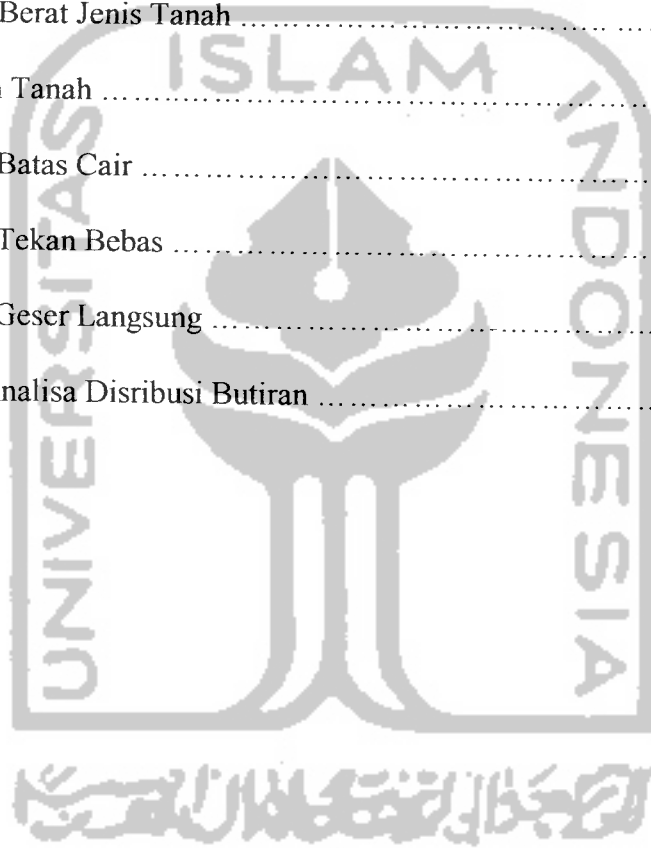 Berat Jenis Tanah ................................................
Tanah ................................................
Batas Cair ................................................
Tekan Bebas ................................................
Geser Langsung ................................................
nalisa Disribusi Butiran ................................................
UNIVERSITAS ISLAM INDONESIA